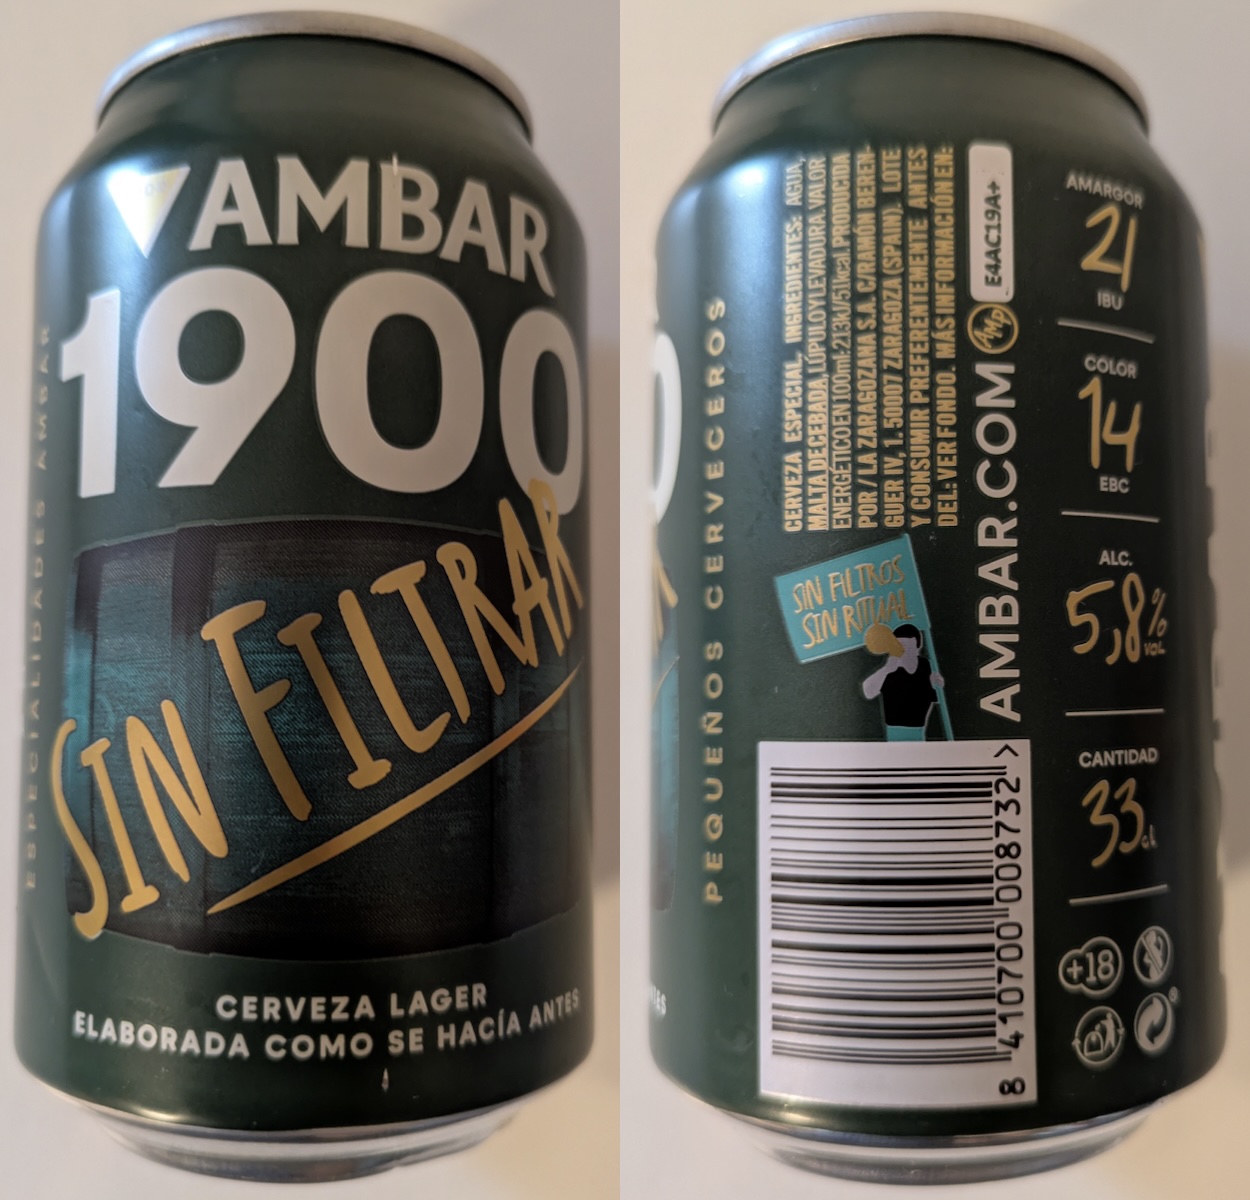 AMBAR
1900
SIN FILTRAR
CERVEZA LAGER
ELABORADA COMO SE HACÍA ANTES
ESPECIALIDADES AMBAR
PEQUEÑOS CERVECEROS
CERVEZA ESPECIAL. INGREDIENTES: AGUA,
MALTA DE CEBADA, LÚPULO Y LEVADURA. VALOR
ENERGÉTICO EN 100ml: 213kJ/51kcal. PRODUCIDA
POR / LA ZARAGOZANA S.A. C/RAMÓN BEREN-
GUER IV, 1. 50007 ZARAGOZA (SPAIN). LOTE
Y CONSUMIR PREFERENTEMENTE ANTES
DEL: VER FONDO. MÁS INFORMACIÓN EN:
AMBAR.COM
AMP
E4AC19A+
SIN FILTROS
SIN RITUAL
8 410700 008732 >
AMARGOR
21
IBU
COLOR
14
EBC
ALC.
5,8% VOL.
CANTIDAD
33 cl.
+18